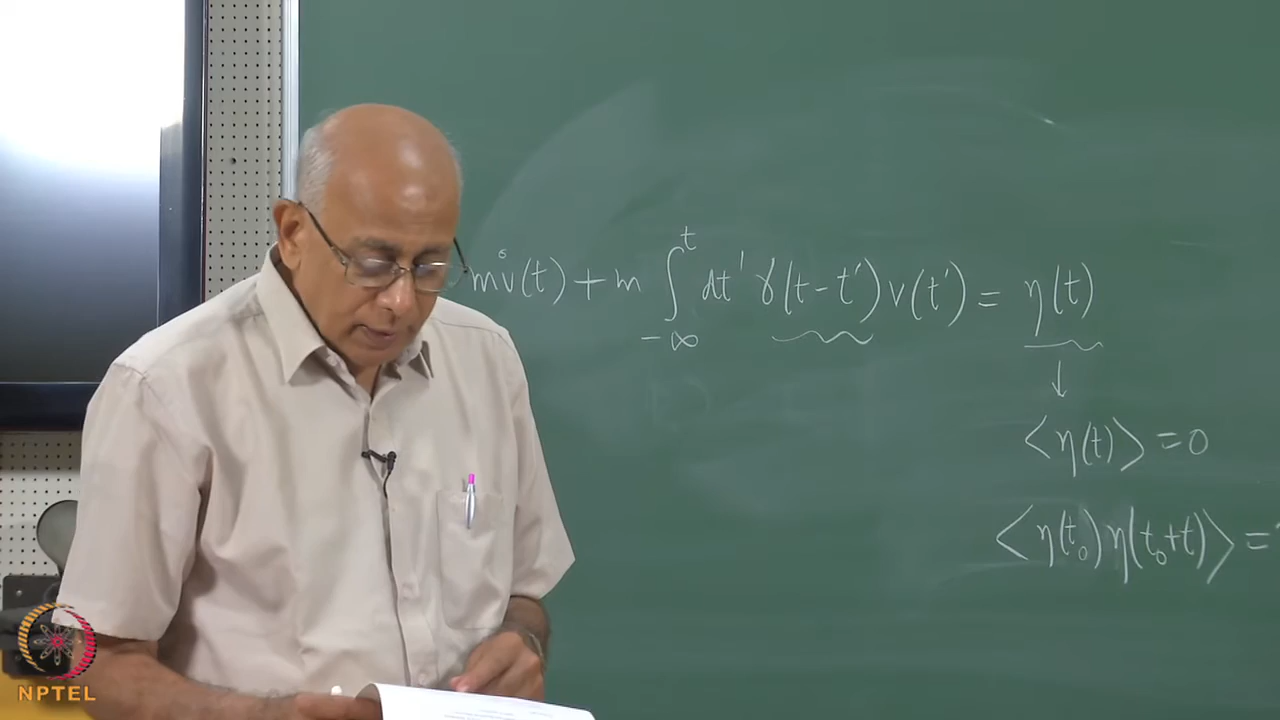 mv̇(t) + m ∫_{-∞}^{t} dt' γ(t-t') v(t') = η(t)
↓
⟨η(t)⟩ = 0
⟨η(t₀)η(t₀+t)⟩ =
NPTEL